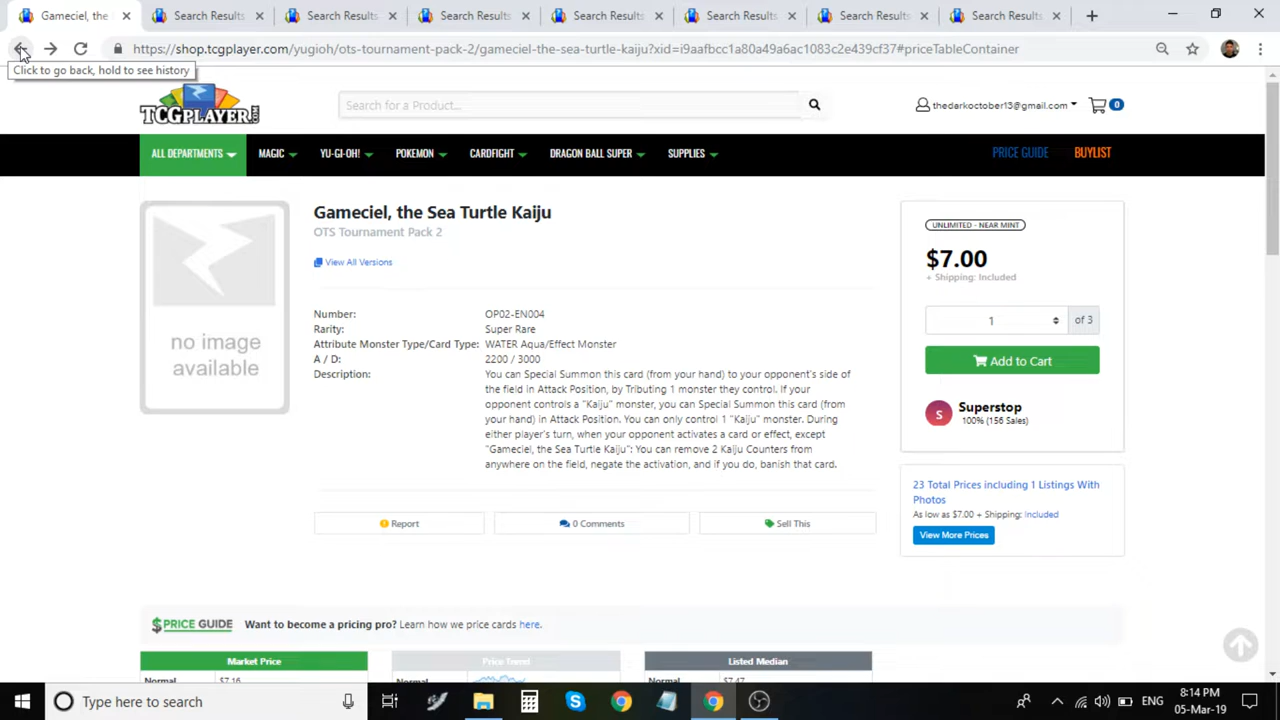 Gameciel, the
Search Results
Search Results
Search Results
Search Results
Search Results
Search Results
Search Results
https://shop.tcgplayer.com/yugioh/ots-tournament-pack-2/gameciel-the-sea-turtle-kaiju?xid=i9aafbcc1a80a49a6ac1083c2e439cf37#priceTableContainer
Click to go back, hold to see history
TCGPLAYER.COM
Search for a Product...
thedarkoctober13@gmail.com
0
ALL DEPARTMENTS
MAGIC
YU-GI-OH!
POKEMON
CARDFIGHT
DRAGON BALL SUPER
SUPPLIES
PRICE GUIDE
BUYLIST
no image
available
Gameciel, the Sea Turtle Kaiju
OTS Tournament Pack 2
View All Versions
Number: OP02-EN004
Rarity: Super Rare
Attribute Monster Type/Card Type: WATER Aqua/Effect Monster
A / D: 2200 / 3000
Description: You can Special Summon this card (from your hand) to your opponent's side of
the field in Attack Position, by Tributing 1 monster they control. If your
opponent controls a "Kaiju" monster, you can Special Summon this card (from
your hand) in Attack Position. You can only control 1 "Kaiju" monster. During
either player's turn, when your opponent activates a card or effect, except
"Gameciel, the Sea Turtle Kaiju": You can remove 2 Kaiju Counters from
anywhere on the field, negate the activation, and if you do, banish that card.
Report
0 Comments
Sell This
UNLIMITED - NEAR MINT
$7.00
+ Shipping: Included
1
of 3
Add to Cart
S
Superstop
100% (156 Sales)
23 Total Prices including 1 Listings With
Photos
As low as $7.00 + Shipping: Included
View More Prices
$ PRICE GUIDE
Want to become a pricing pro? Learn how we price cards here.
Market Price
Price Trend
Listed Median
Normal $7.16
Normal $7.47
Type here to search
ENG
8:14 PM
05-Mar-19